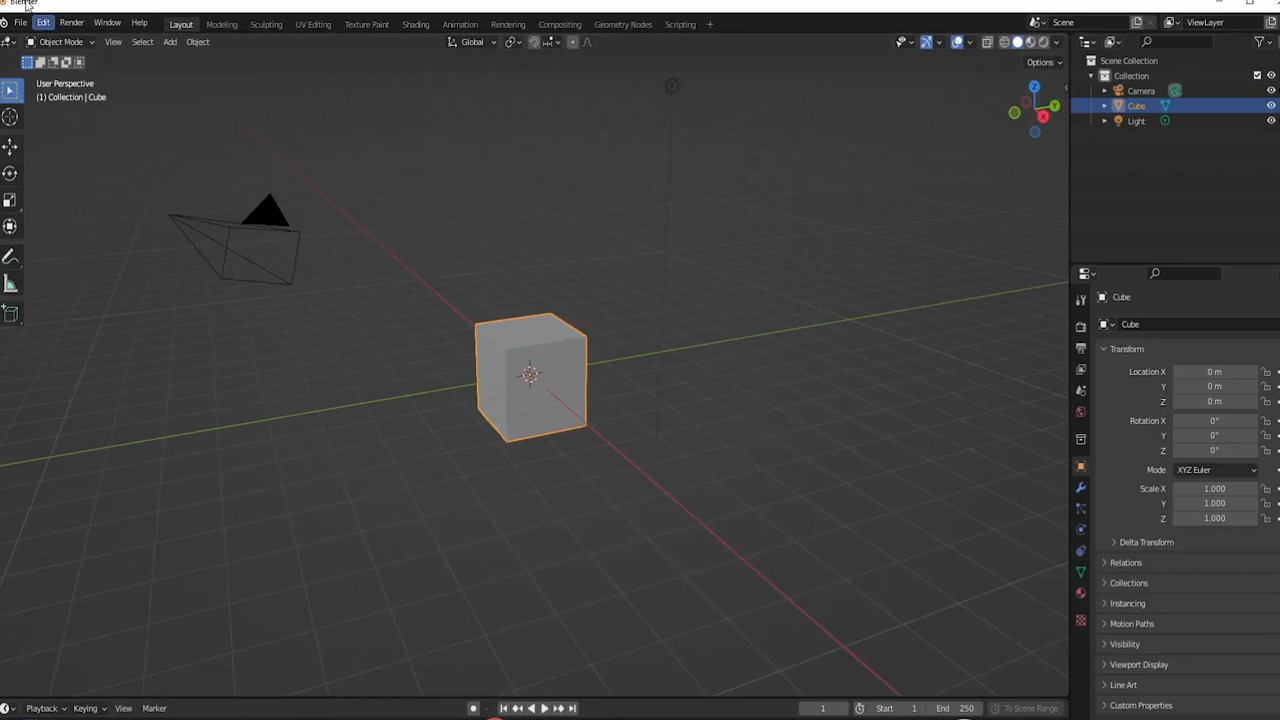 Blender
File Edit Render Window Help Layout Modeling Sculpting UV Editing Texture Paint Shading Animation Rendering Compositing Geometry Nodes Scripting + Scene ViewLayer
Object Mode View Select Add Object Global
Options
User Perspective
(1) Collection | Cube
Z
Y
X
Scene Collection
Collection
Camera
Cube
Light
Cube
Cube
Transform
Location X 0 m
Y 0 m
Z 0 m
Rotation X 0°
Y 0°
Z 0°
Mode XYZ Euler
Scale X 1.000
Y 1.000
Z 1.000
Delta Transform
Relations
Collections
Instancing
Motion Paths
Visibility
Viewport Display
Line Art
Custom Properties
Playback Keying View Marker 1 Start 1 End 250 To Scene Range